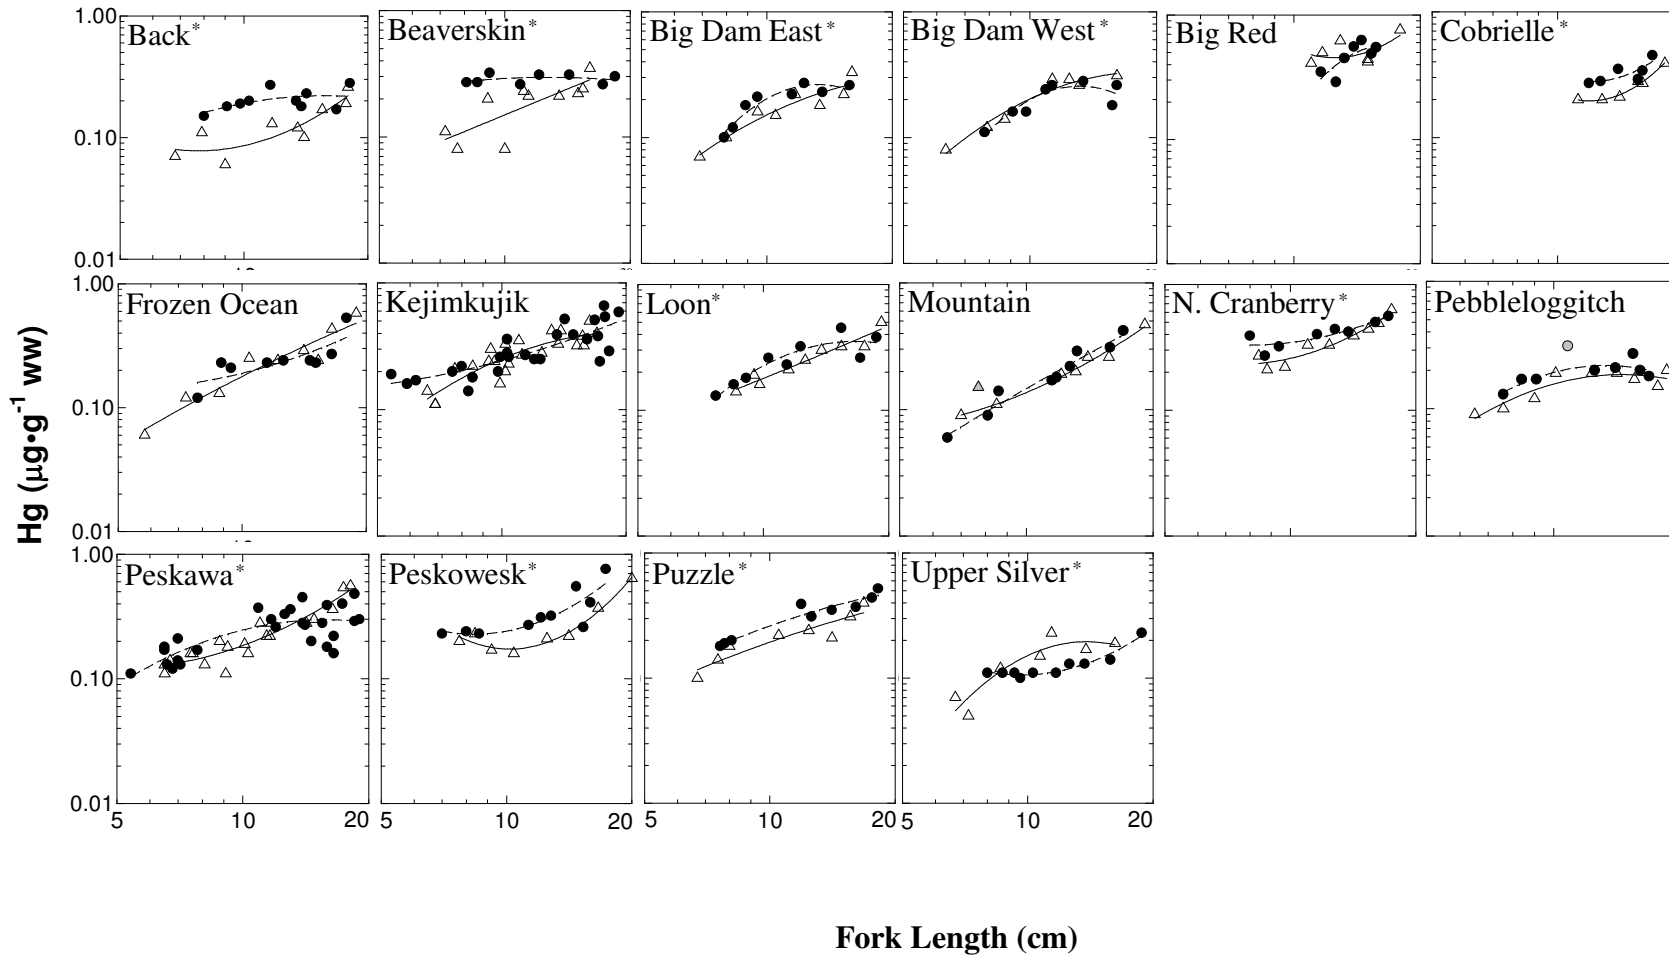 Back*
Beaverskin*
Big Dam East*
Big Dam West*
Big Red
Cobrielle*
1.00
0.10
0.01
Frozen Ocean
Kejimkujik
Loon*
Mountain
N. Cranberry*
Pebbleloggitch
1.00
0.10
0.01
Hg (µg•g-1 ww)
Peskawa*
Peskowesk*
Puzzle*
Upper Silver*
1.00
0.10
0.01
5 10 20 5 10 20 5 10 20 5 10 20
Fork Length (cm)